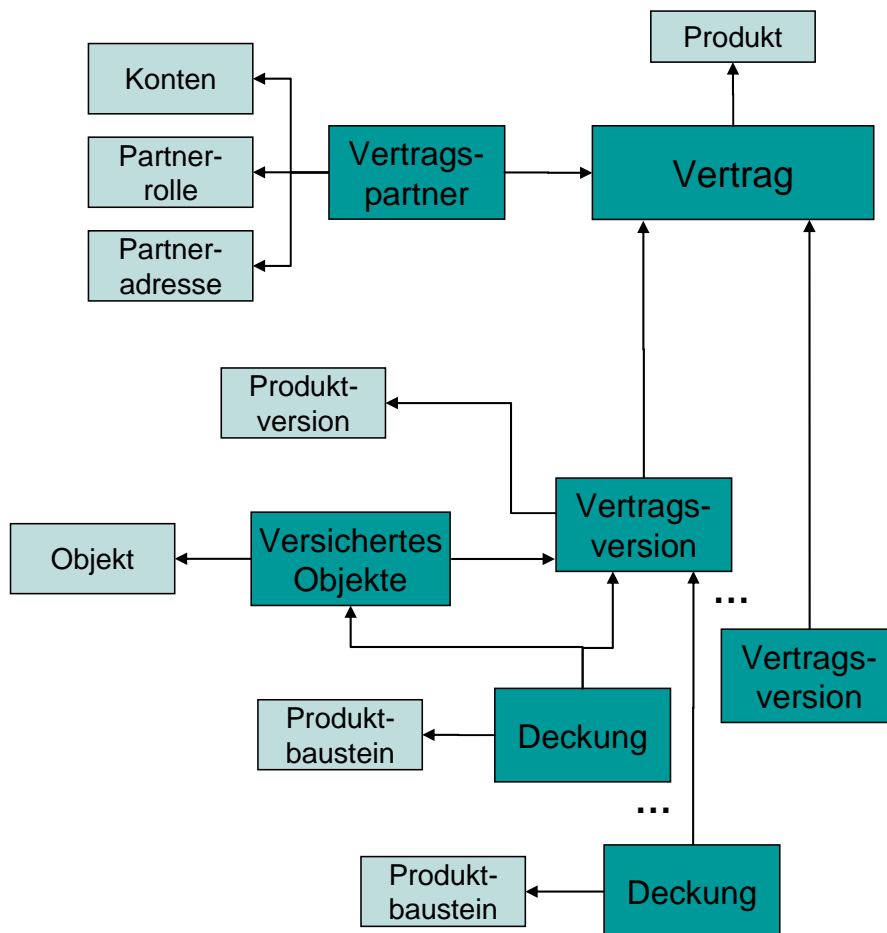 Produkt
Konten
Partner-
rolle
Vertrags-
partner
Vertrag
Partner-
adresse
Produkt-
version
Vertrags-
version
Objekt
Versichertes
Objekte
...
Vertrags-
version
Produkt-
baustein
Deckung
...
Produkt-
baustein
Deckung